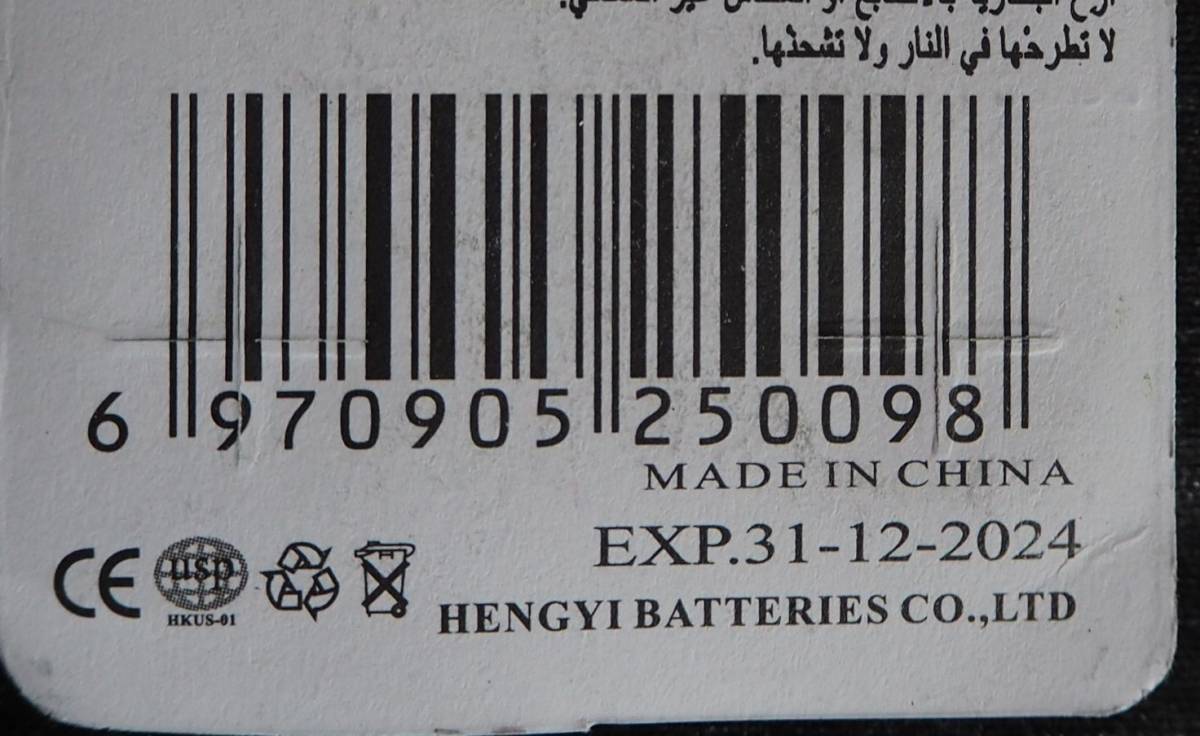 لا تطرحها في النار ولا تشحنها.
6 970905 250098
MADE IN CHINA
EXP.31-12-2024
CE usp
HKUS-01
HENGYI BATTERIES CO.,LTD